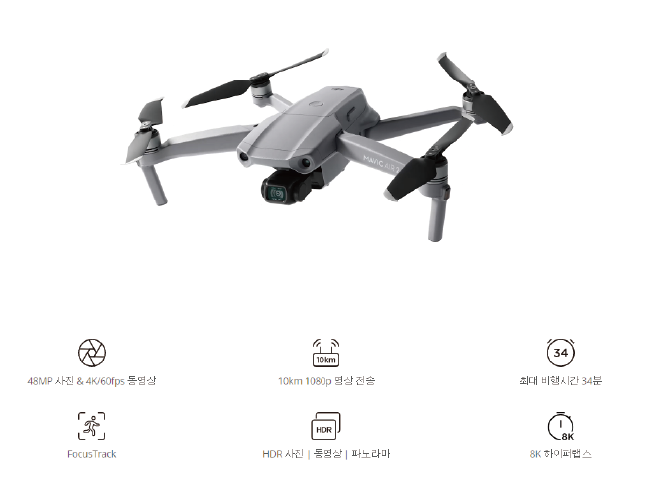 MAVIC AIR 2
48MP 사진 & 4K/60fps 동영상
10km
10km 1080p 영상 전송
34
최대 비행시간 34분
FocusTrack
HDR
HDR 사진 | 동영상 | 파노라마
8K
8K 하이퍼랩스